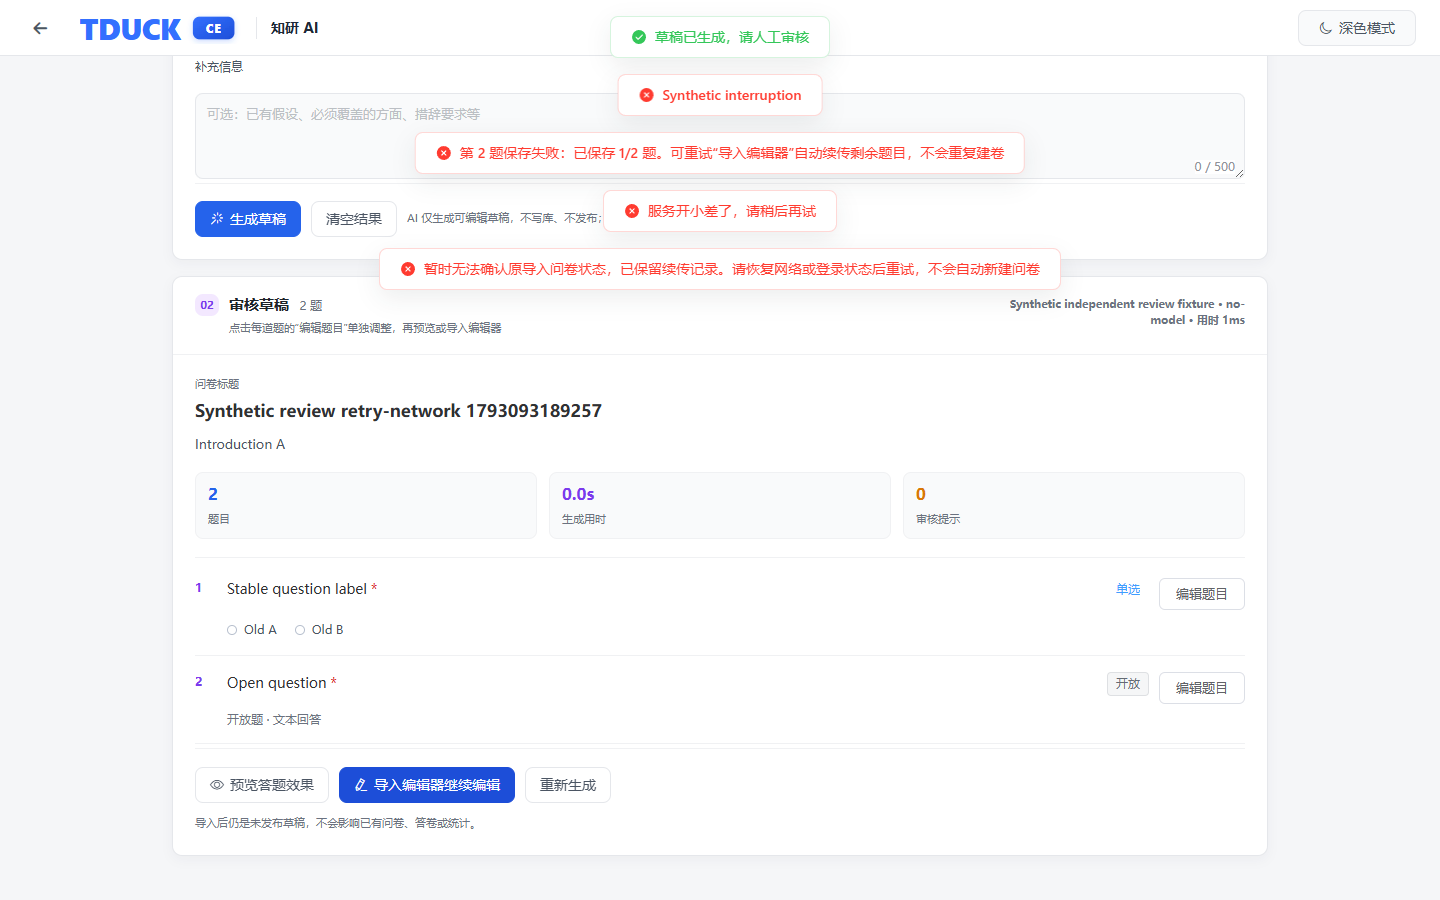 TDUCK CE 知研 AI
深色模式
草稿已生成，请人工审核
补充信息
Synthetic interruption
可选：已有假设、必须覆盖的方面、措辞要求等
第 2 题保存失败：已保存 1/2 题。可重试“导入编辑器”自动续传剩余题目，不会重复建卷
0 / 500
生成草稿
清空结果
AI 仅生成可编辑草稿，不写库、不发布；
服务开小差了，请稍后再试
暂时无法确认原导入问卷状态，已保留续传记录。请恢复网络或登录状态后重试，不会自动新建问卷
02 审核草稿 2 题
点击每道题的“编辑题目”单独调整，再预览或导入编辑器
Synthetic independent review fixture • no-
model • 用时 1ms
问卷标题
Synthetic review retry-network 1793093189257
Introduction A
2
题目
0.0s
生成用时
0
审核提示
1 Stable question label *
单选
编辑题目
Old A Old B
2 Open question *
开放
编辑题目
开放题 · 文本回答
预览答题效果
导入编辑器继续编辑
重新生成
导入后仍是未发布草稿，不会影响已有问卷、答卷或统计。